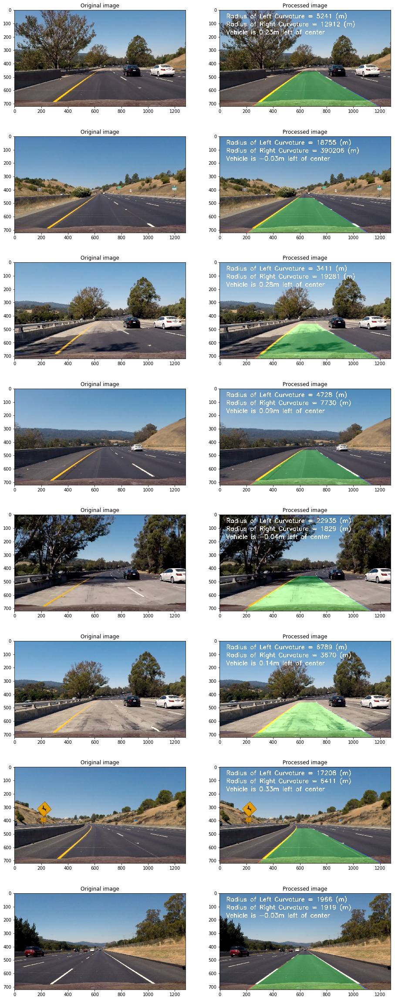 Original image
Processed image
0
100
200
300
400
500
600
700
0 200 400 600 800 1000 1200
Radius of Left Curvature = 5241 (m)
Radius of Right Curvature = 12912 (m)
Vehicle is 0.23m left of center
0
100
200
300
400
500
600
700
0 200 400 600 800 1000 1200
Original image
Processed image
0
100
200
300
400
500
600
700
0 200 400 600 800 1000 1200
Radius of Left Curvature = 18755 (m)
Radius of Right Curvature = 390206 (m)
Vehicle is -0.03m left of center
0
100
200
300
400
500
600
700
0 200 400 600 800 1000 1200
Original image
Processed image
0
100
200
300
400
500
600
700
0 200 400 600 800 1000 1200
Radius of Left Curvature = 3411 (m)
Radius of Right Curvature = 19281 (m)
Vehicle is 0.28m left of center
0
100
200
300
400
500
600
700
0 200 400 600 800 1000 1200
Original image
Processed image
0
100
200
300
400
500
600
700
0 200 400 600 800 1000 1200
Radius of Left Curvature = 4728 (m)
Radius of Right Curvature = 7730 (m)
Vehicle is 0.09m left of center
0
100
200
300
400
500
600
700
0 200 400 600 800 1000 1200
Original image
Processed image
0
100
200
300
400
500
600
700
0 200 400 600 800 1000 1200
Radius of Left Curvature = 22935 (m)
Radius of Right Curvature = 1829 (m)
Vehicle is -0.04m left of center
0
100
200
300
400
500
600
700
0 200 400 600 800 1000 1200
Original image
Processed image
0
100
200
300
400
500
600
700
0 200 400 600 800 1000 1200
Radius of Left Curvature = 6789 (m)
Radius of Right Curvature = 3670 (m)
Vehicle is 0.14m left of center
0
100
200
300
400
500
600
700
0 200 400 600 800 1000 1200
Original image
Processed image
0
100
200
300
400
500
600
700
0 200 400 600 800 1000 1200
Radius of Left Curvature = 17208 (m)
Radius of Right Curvature = 6411 (m)
Vehicle is 0.33m left of center
0
100
200
300
400
500
600
700
0 200 400 600 800 1000 1200
Original image
Processed image
0
100
200
300
400
500
600
700
0 200 400 600 800 1000 1200
Radius of Left Curvature = 1966 (m)
Radius of Right Curvature = 1919 (m)
Vehicle is -0.03m left of center
0
100
200
300
400
500
600
700
0 200 400 600 800 1000 1200